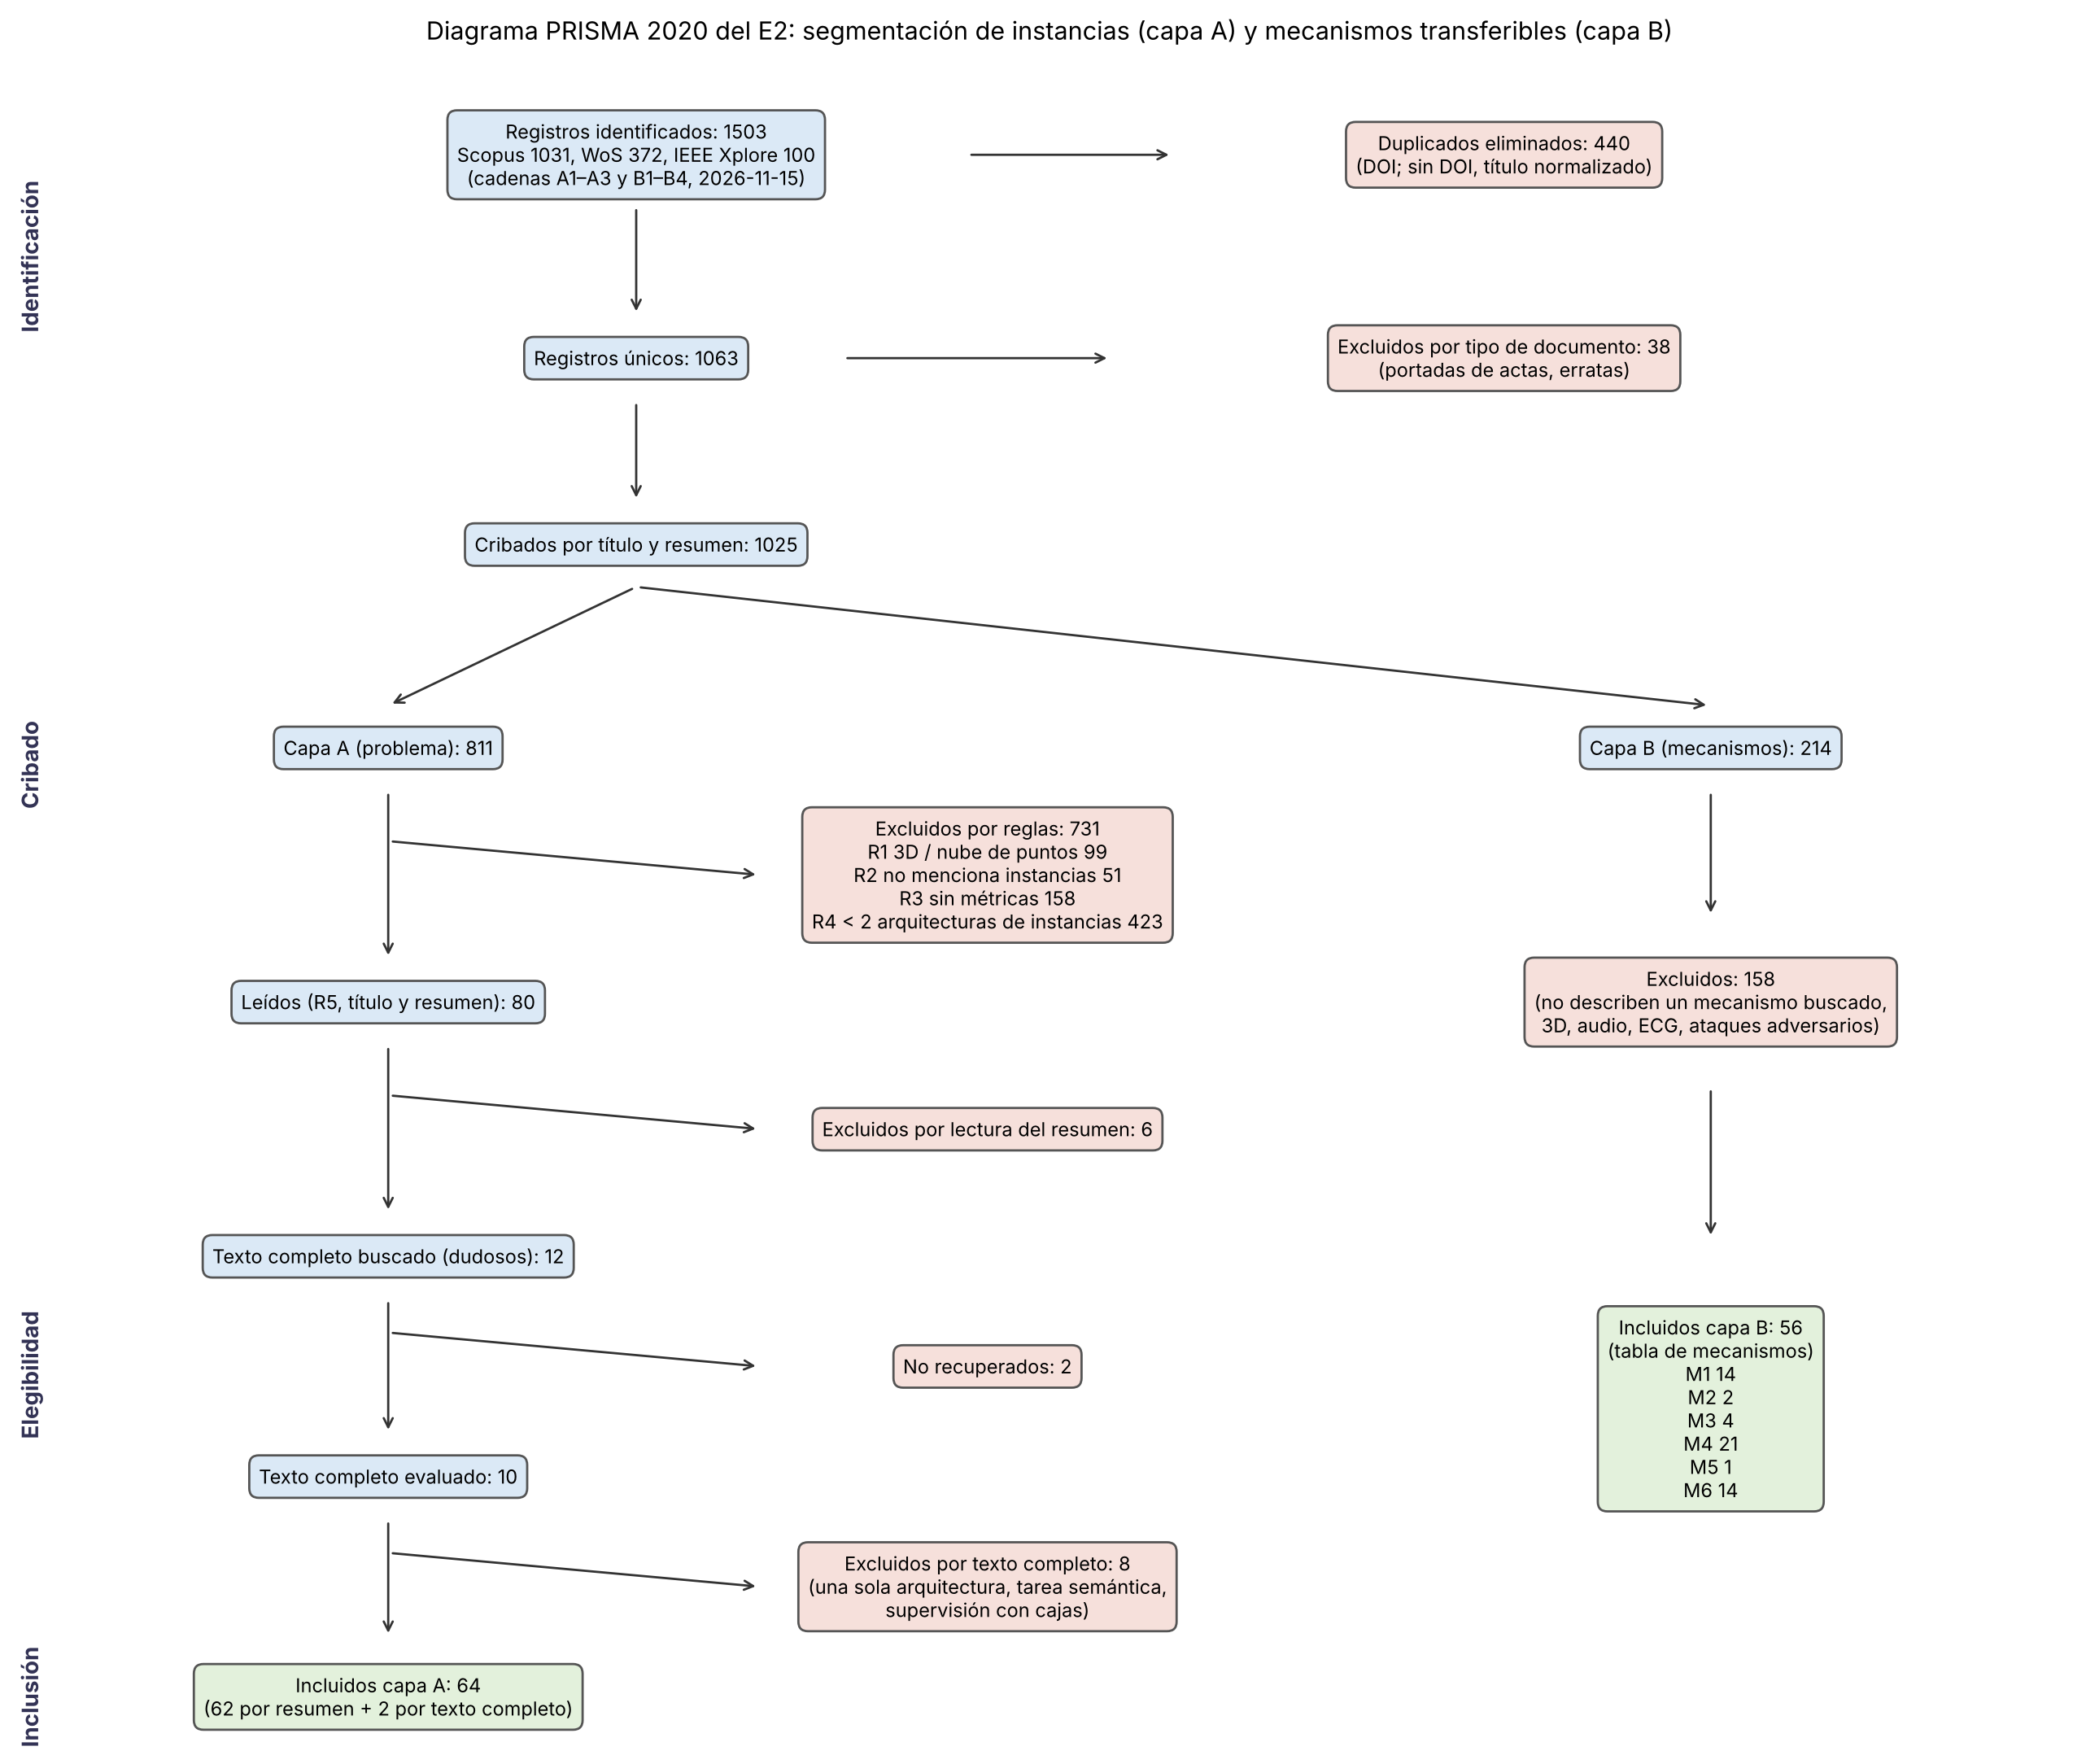 Diagrama PRISMA 2020 del E2: segmentación de instancias (capa A) y mecanismos transferibles (capa B)
Identificación
Registros identificados: 1503
Scopus 1031, WoS 372, IEEE Xplore 100
(cadenas A1–A3 y B1–B4, 2026-11-15)
Duplicados eliminados: 440
(DOI; sin DOI, título normalizado)
Registros únicos: 1063
Excluidos por tipo de documento: 38
(portadas de actas, erratas)
Cribados por título y resumen: 1025
Cribado
Capa A (problema): 811
Capa B (mecanismos): 214
Excluidos por reglas: 731
R1 3D / nube de puntos 99
R2 no menciona instancias 51
R3 sin métricas 158
R4 < 2 arquitecturas de instancias 423
Leídos (R5, título y resumen): 80
Excluidos: 158
(no describen un mecanismo buscado,
3D, audio, ECG, ataques adversarios)
Excluidos por lectura del resumen: 6
Texto completo buscado (dudosos): 12
Elegibilidad
No recuperados: 2
Incluidos capa B: 56
(tabla de mecanismos)
M1 14
M2 2
M3 4
M4 21
M5 1
M6 14
Texto completo evaluado: 10
Excluidos por texto completo: 8
(una sola arquitectura, tarea semántica,
supervisión con cajas)
Inclusión
Incluidos capa A: 64
(62 por resumen + 2 por texto completo)